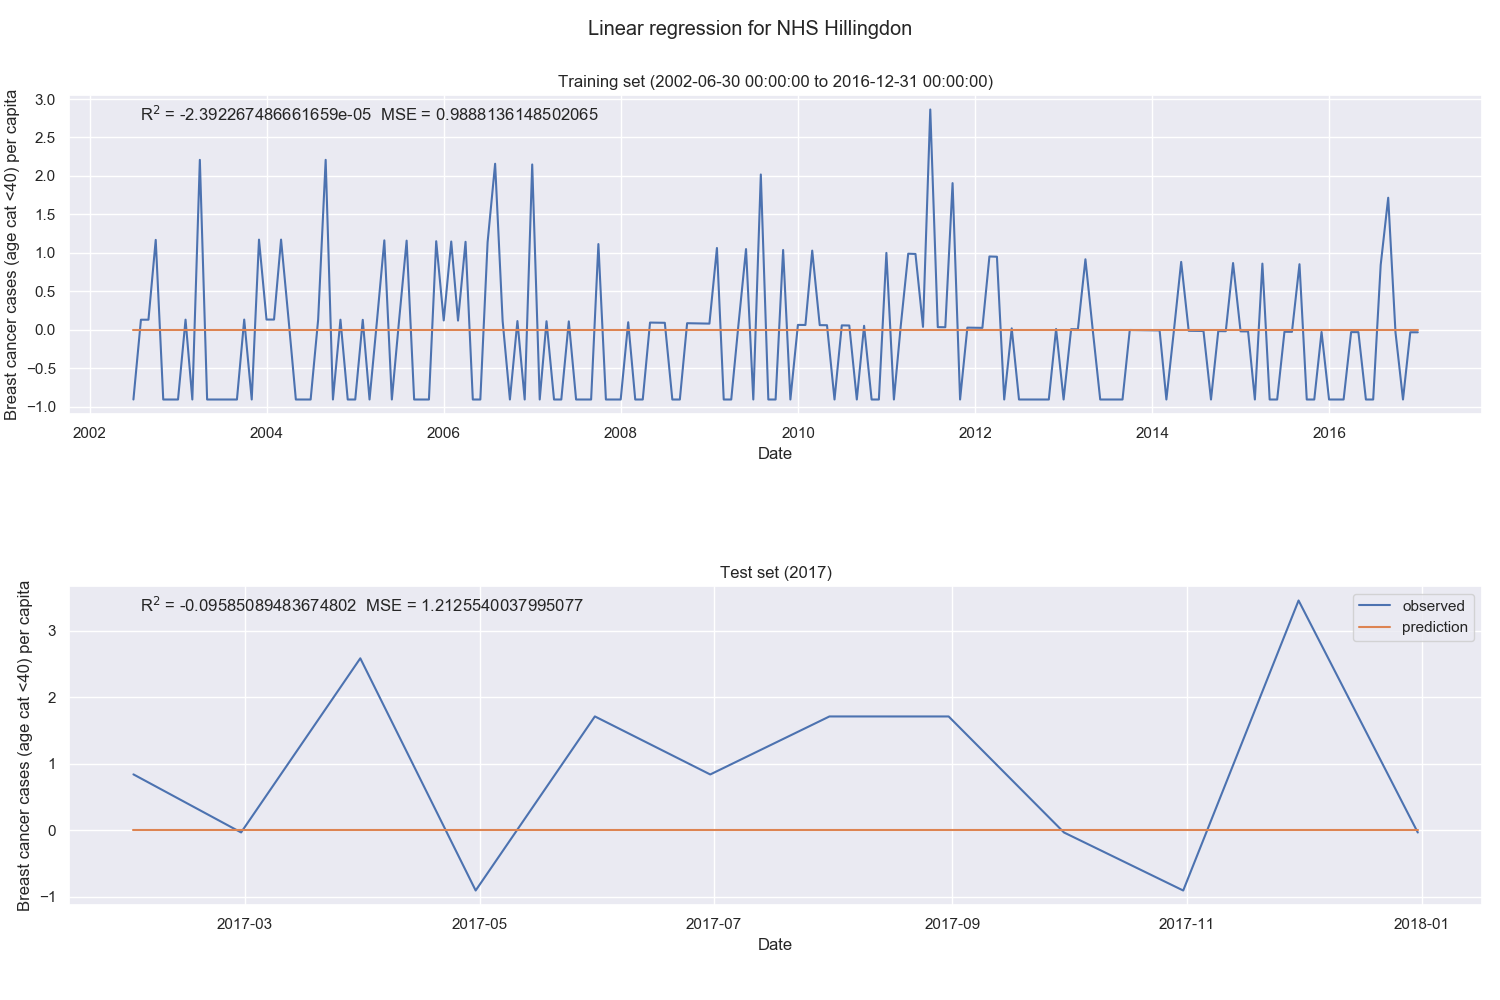 Linear regression for NHS Hillingdon
Training set (2002-06-30 00:00:00 to 2016-12-31 00:00:00)
R² = -2.392267486661659e-05 MSE = 0.9888136148502065
Breast cancer cases (age cat <40) per capita
3.0
2.5
2.0
1.5
1.0
0.5
0.0
−0.5
−1.0
2002 2004 2006 2008 2010 2012 2014 2016
Date
Test set (2017)
R² = -0.09585089483674802 MSE = 1.2125540037995077
observed
prediction
Breast cancer cases (age cat <40) per capita
3
2
1
0
−1
2017-03 2017-05 2017-07 2017-09 2017-11 2018-01
Date